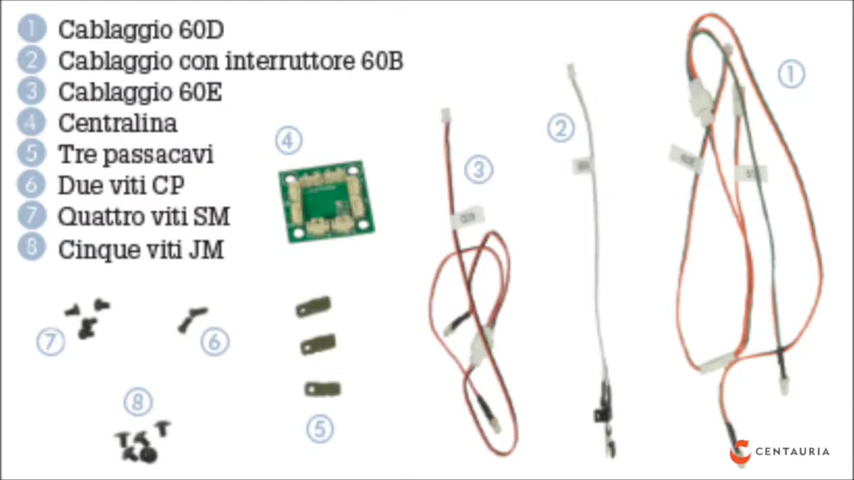 1 Cablaggio 60D
2 Cablaggio con interruttore 60B
3 Cablaggio 60E
4 Centralina
5 Tre passacavi
6 Due viti CP
7 Quattro viti SM
8 Cinque viti JM
1
2
3
4
5
6
7
8
CENTAURIA